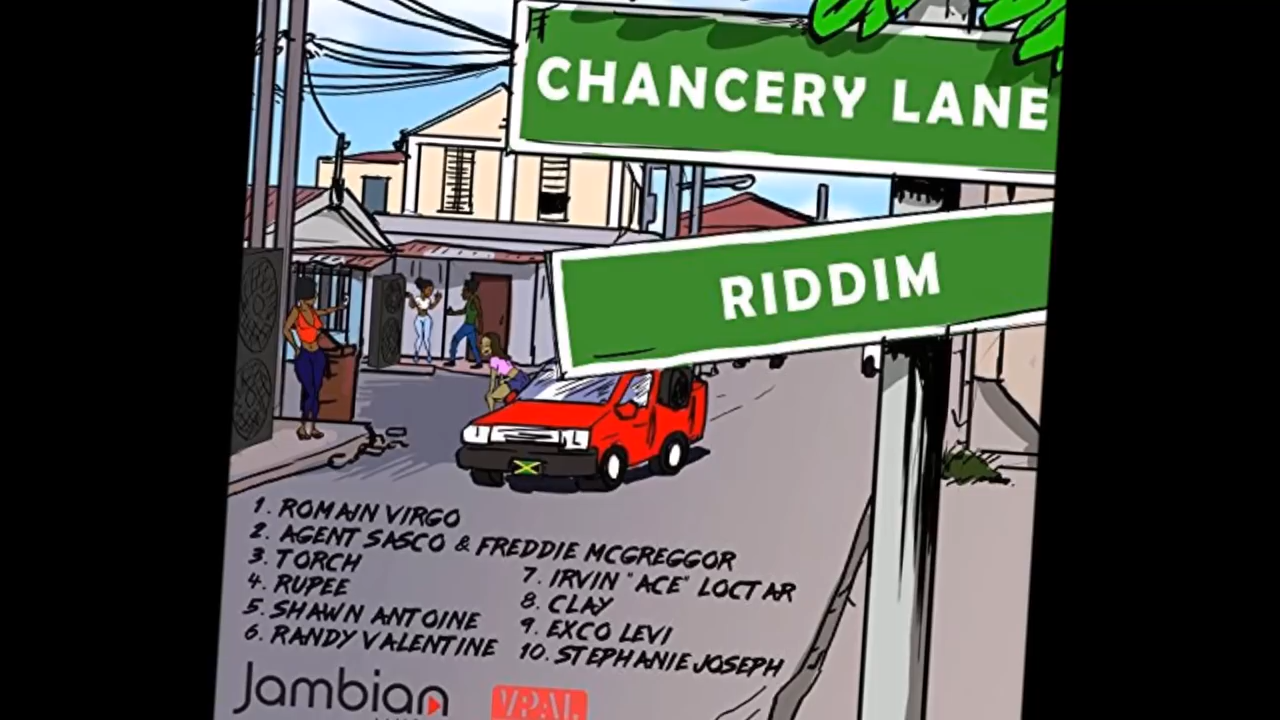 CHANCERY LANE
RIDDIM
1. ROMAIN VIRGO
2. AGENT SASCO & FREDDIE MCGREGGOR
3. TORCH
4. RUPEE
5. SHAWN ANTOINE
6. RANDY VALENTINE
7. IRVIN "ACE" LOCTAR
8. CLAY
9. EXCO LEVI
10. STEPHANIE JOSEPH
Jambian
VPAL